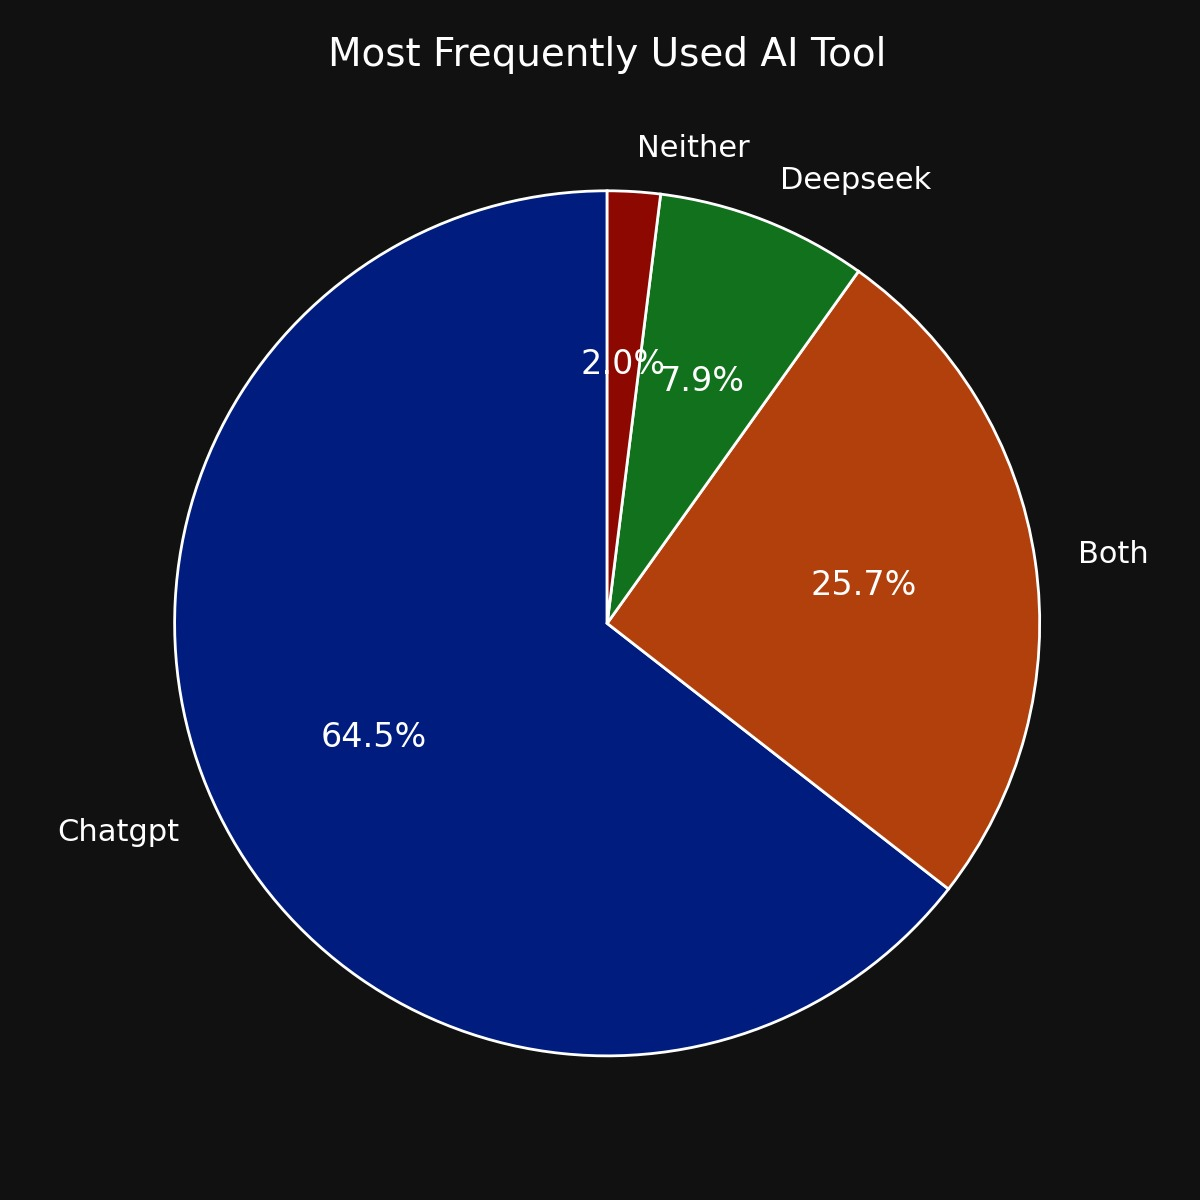 Most Frequently Used AI Tool
Neither
Deepseek
2.0%
7.9%
Both
25.7%
64.5%
Chatgpt